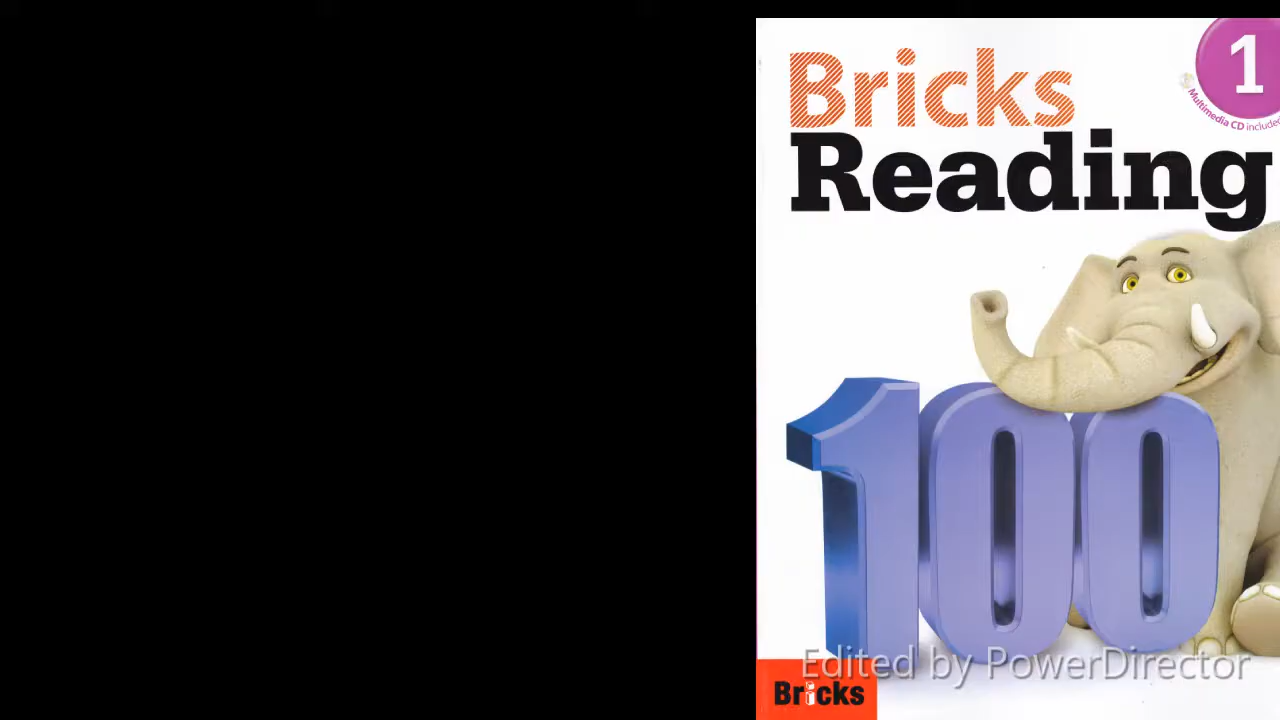 Bricks
Reading
1
Multimedia CD included
100
Bricks
Edited by PowerDirector